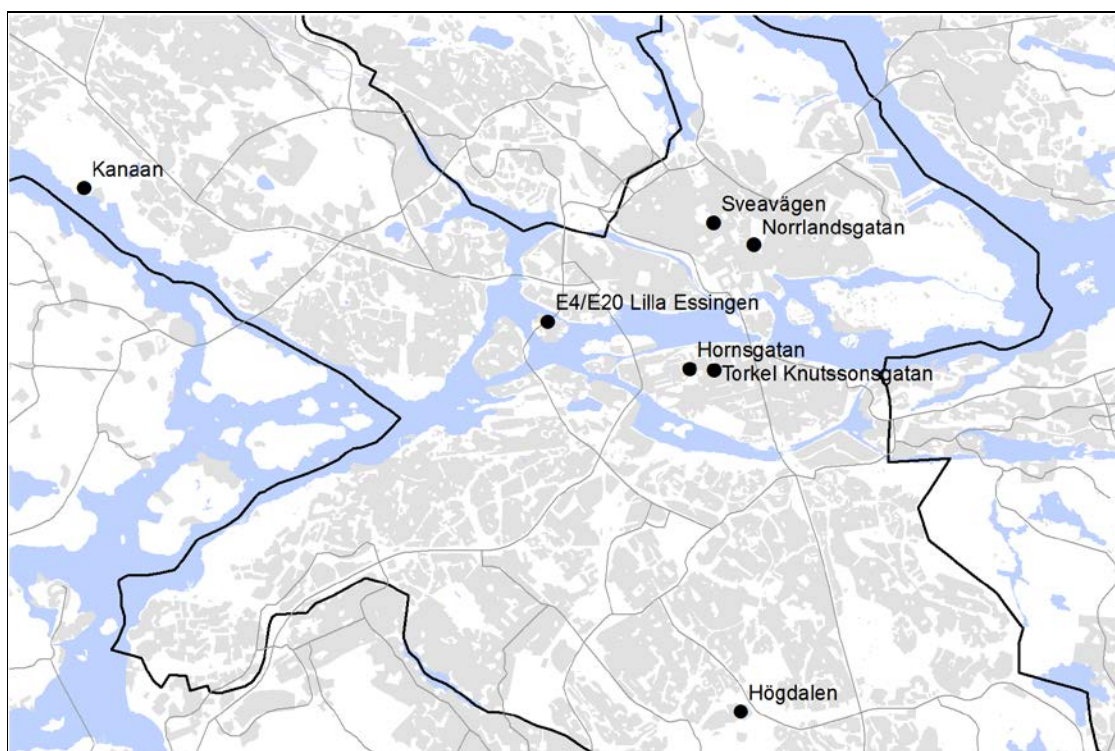 Kanaan
Sveavägen
Norrlandsgatan
E4/E20 Lilla Essingen
Hornsgatan
Torkel Knutssonsgatan
Högdalen